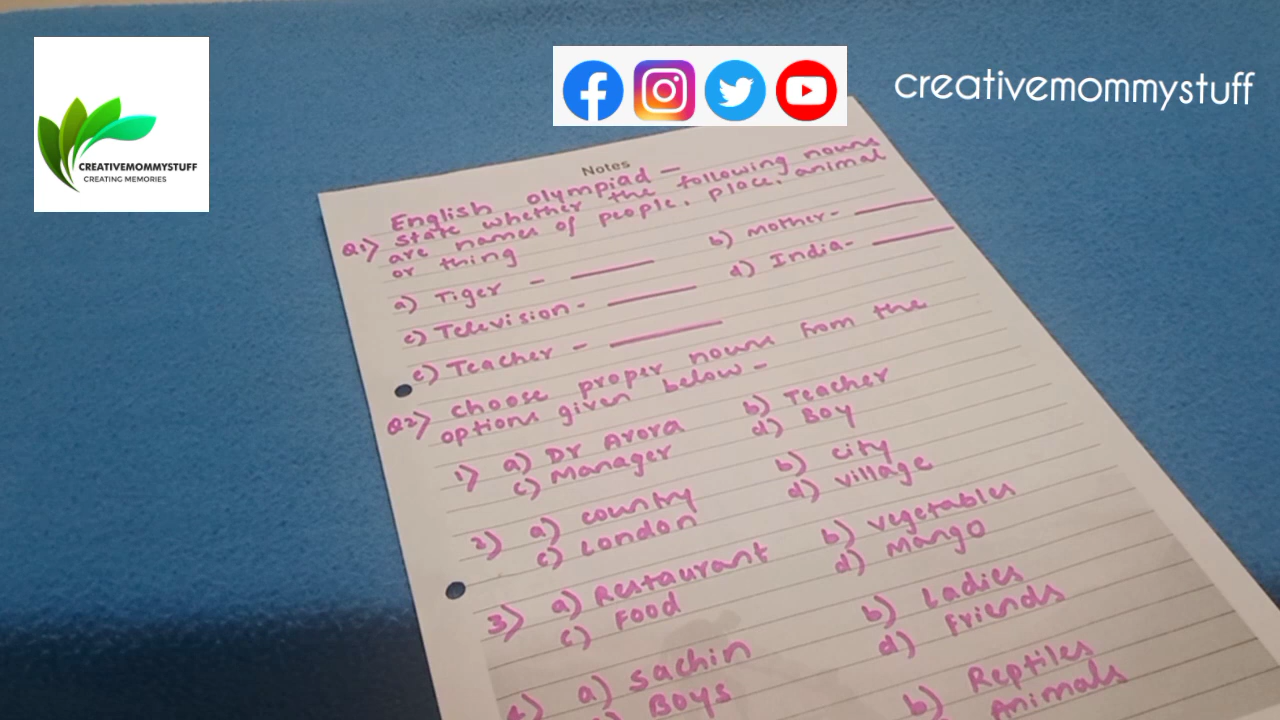 CREATIVEMOMMYSTUFF
CREATING MEMORIES
creativemommystuff
Notes
English olympiad -
Q1) State whether the following nouns
are names of people, place, animal
or thing
a) Tiger - b) Mother-
c) Television- d) India-
e) Teacher -
Q2) choose proper nouns from the
options given below -
1) a) Dr Arora b) Teacher
c) Manager d) Boy
2) a) country b) city
c) London d) village
3) a) Restaurant b) vegetables
c) Food d) Mango
4) a) Sachin b) Ladies
Boys d) Friends
b) Reptiles
Animals